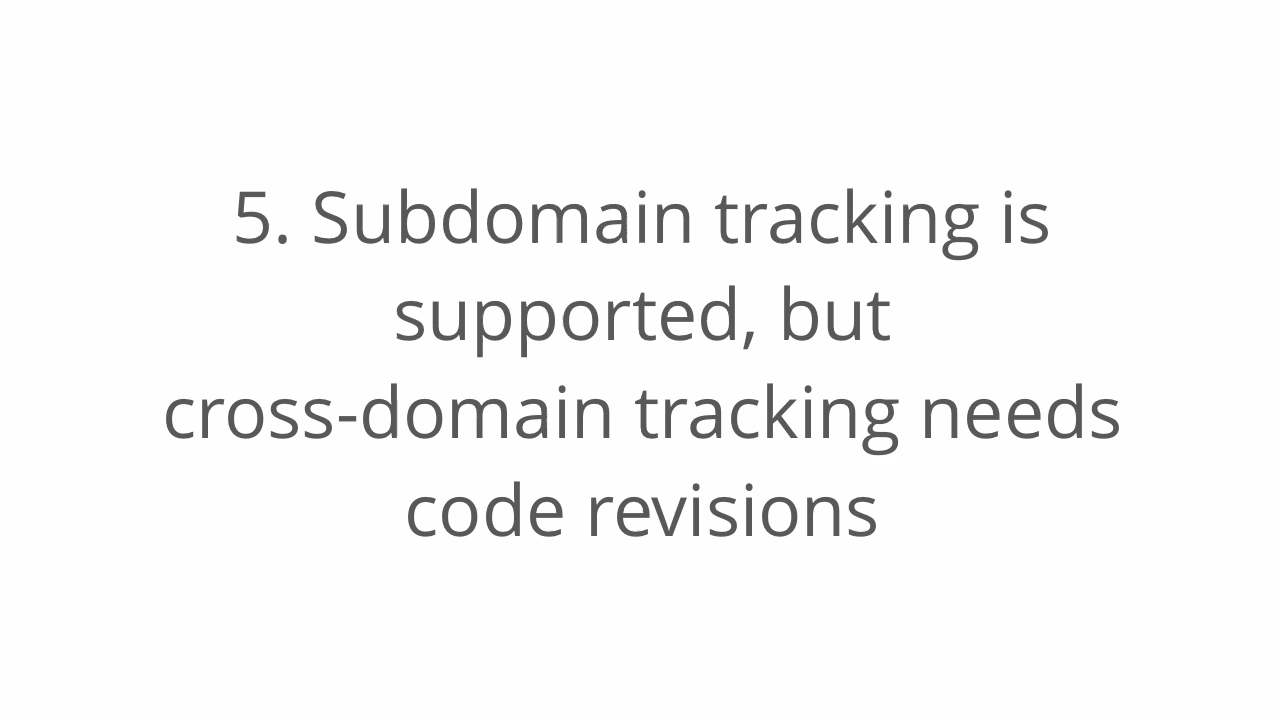 5. Subdomain tracking is
supported, but
cross-domain tracking needs
code revisions